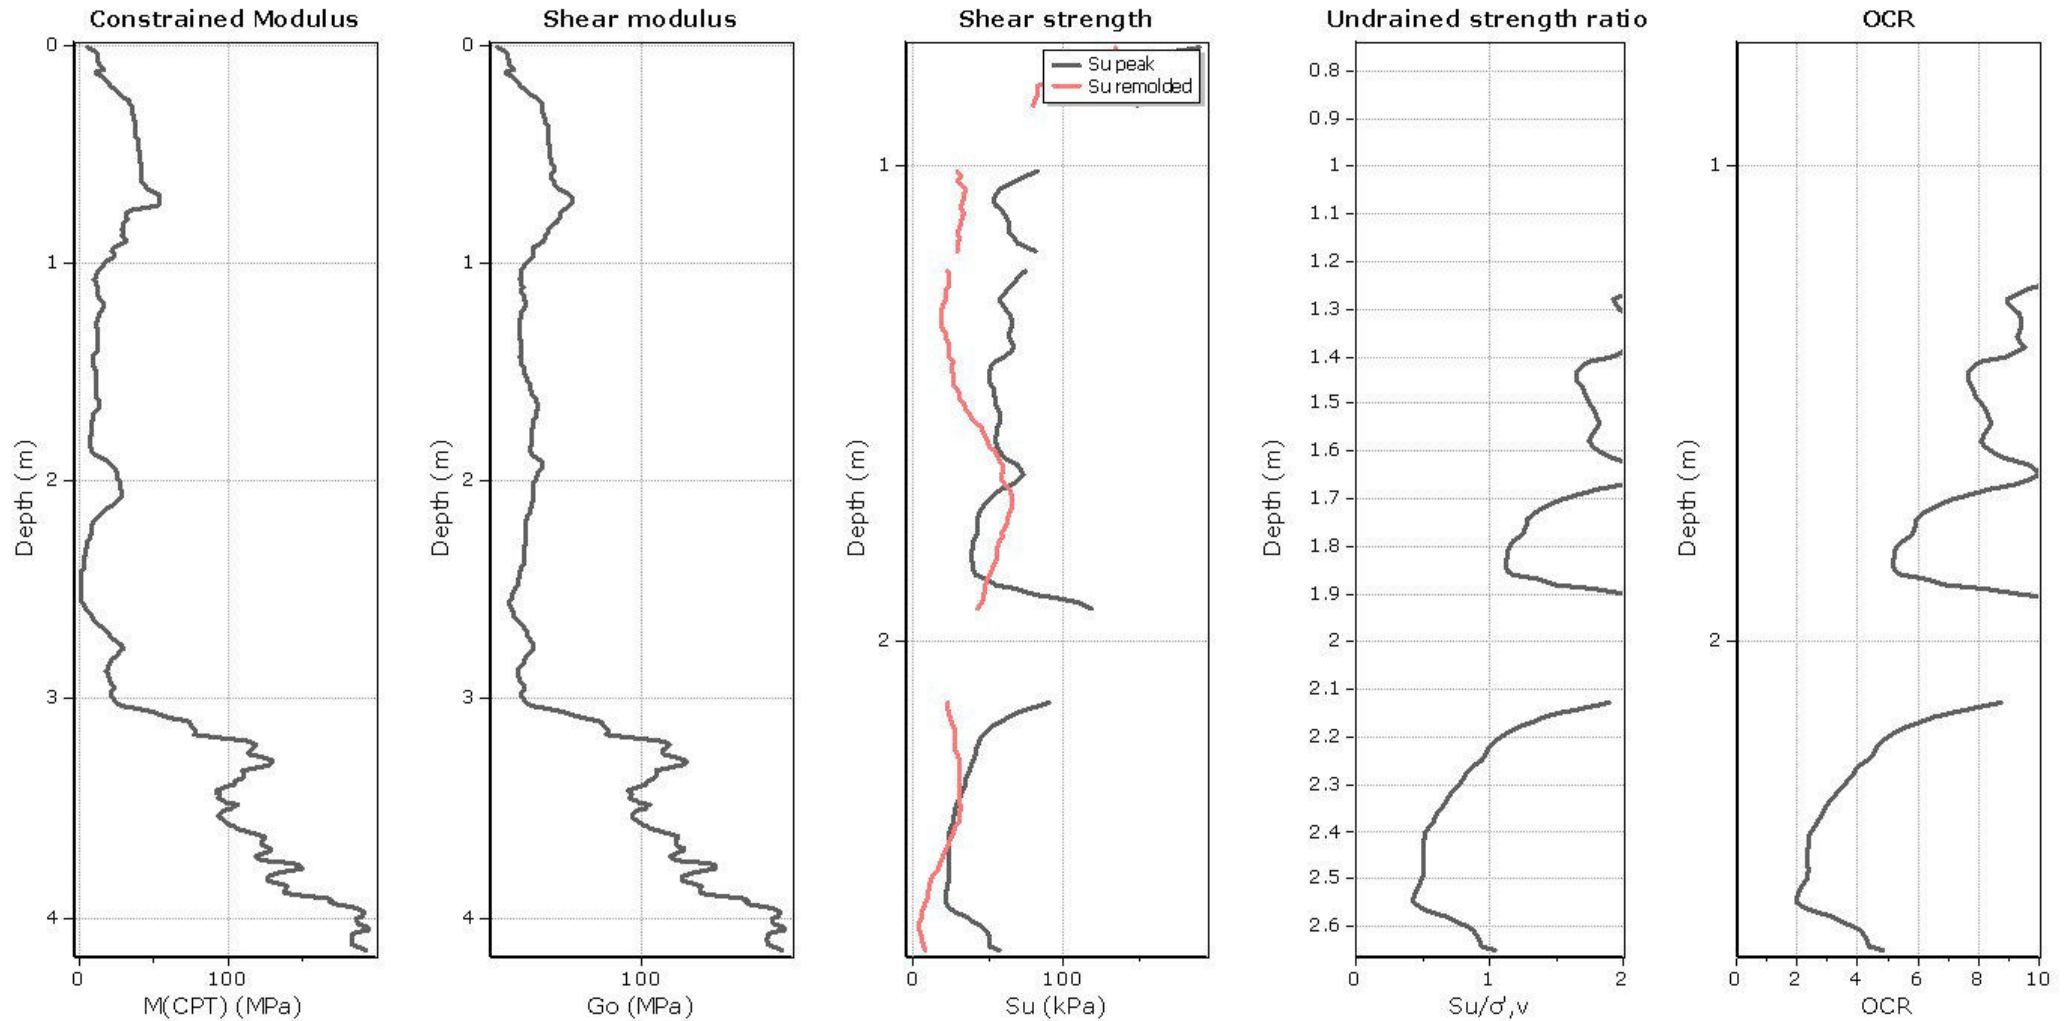 Constrained Modulus
0
1
2
3
4
Depth (m)
0
100
M(CPT) (MPa)
Shear modulus
0
1
2
3
4
Depth (m)
100
Go (MPa)
Shear strength
Su peak
Su remolded
1
2
Depth (m)
0
100
Su (kPa)
Undrained strength ratio
0.8
0.9
1
1.1
1.2
1.3
1.4
1.5
1.6
1.7
1.8
1.9
2
2.1
2.2
2.3
2.4
2.5
2.6
Depth (m)
0
1
2
Su/σ',v
OCR
1
2
Depth (m)
0
2
4
6
8
10
OCR